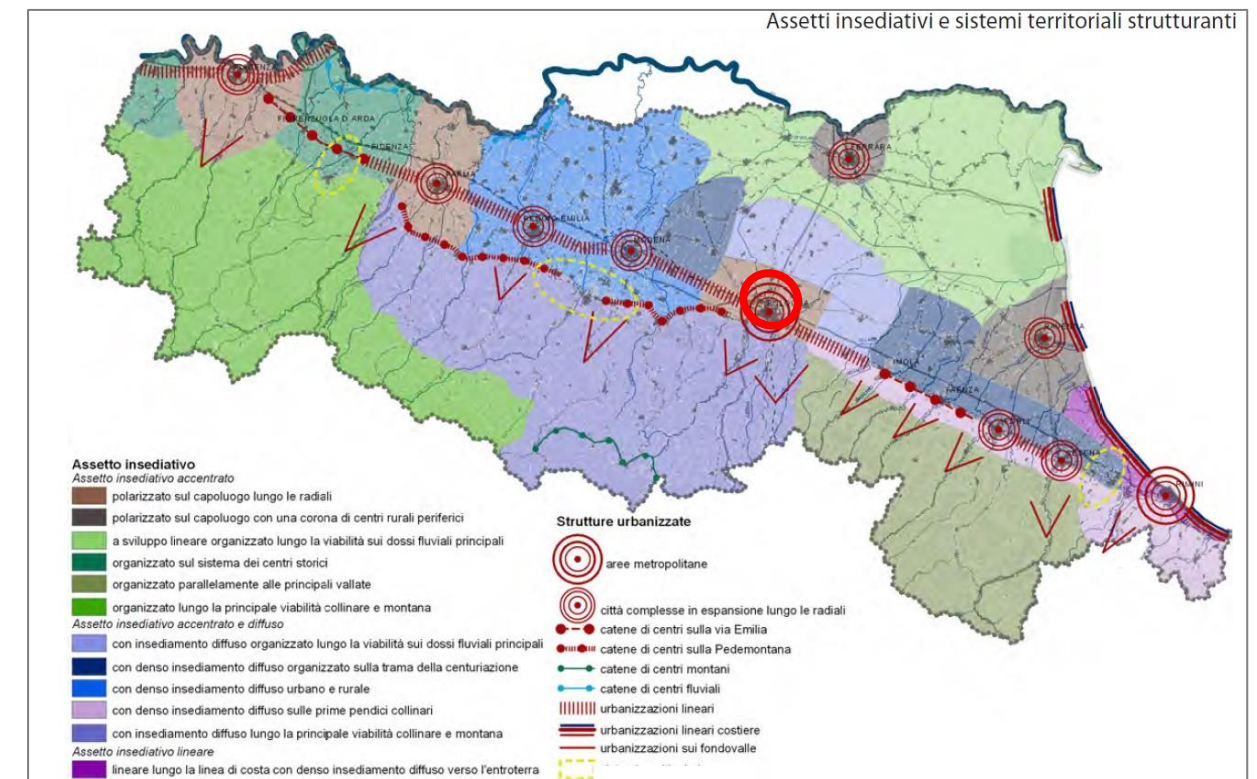 Assetti insediativi e sistemi territoriali strutturanti
PIACENZA
FIORENZUOLA D'ARDA
FIDENZA
PARMA
REGGIO EMILIA
MODENA
FERRARA
IMOLA
FAENZA
FORLI
CESENA
RIMINI
Assetto insediativo
Assetto insediativo accentrato
polarizzato sul capoluogo lungo le radiali
polarizzato sul capoluogo con una corona di centri rurali periferici
a sviluppo lineare organizzato lungo la viabilità sui dossi fluviali principali
organizzato sul sistema dei centri storici
organizzato parallelamente alle principali vallate
organizzato lungo la principale viabilità collinare e montana
Assetto insediativo accentrato e diffuso
con insediamento diffuso organizzato lungo la viabilità sui dossi fluviali principali
con denso insediamento diffuso organizzato sulla trama della centuriazione
con denso insediamento diffuso urbano e rurale
con denso insediamento diffuso sulle prime pendici collinari
con insediamento diffuso lungo la principale viabilità collinare e montana
Assetto insediativo lineare
lineare lungo la linea di costa con denso insediamento diffuso verso l'entroterra
Strutture urbanizzate
aree metropolitane
città complesse in espansione lungo le radiali
catene di centri sulla via Emilia
catene di centri sulla Pedemontana
catene di centri montani
catene di centri fluviali
urbanizzazioni lineari
urbanizzazioni lineari costiere
urbanizzazioni sui fondovalle